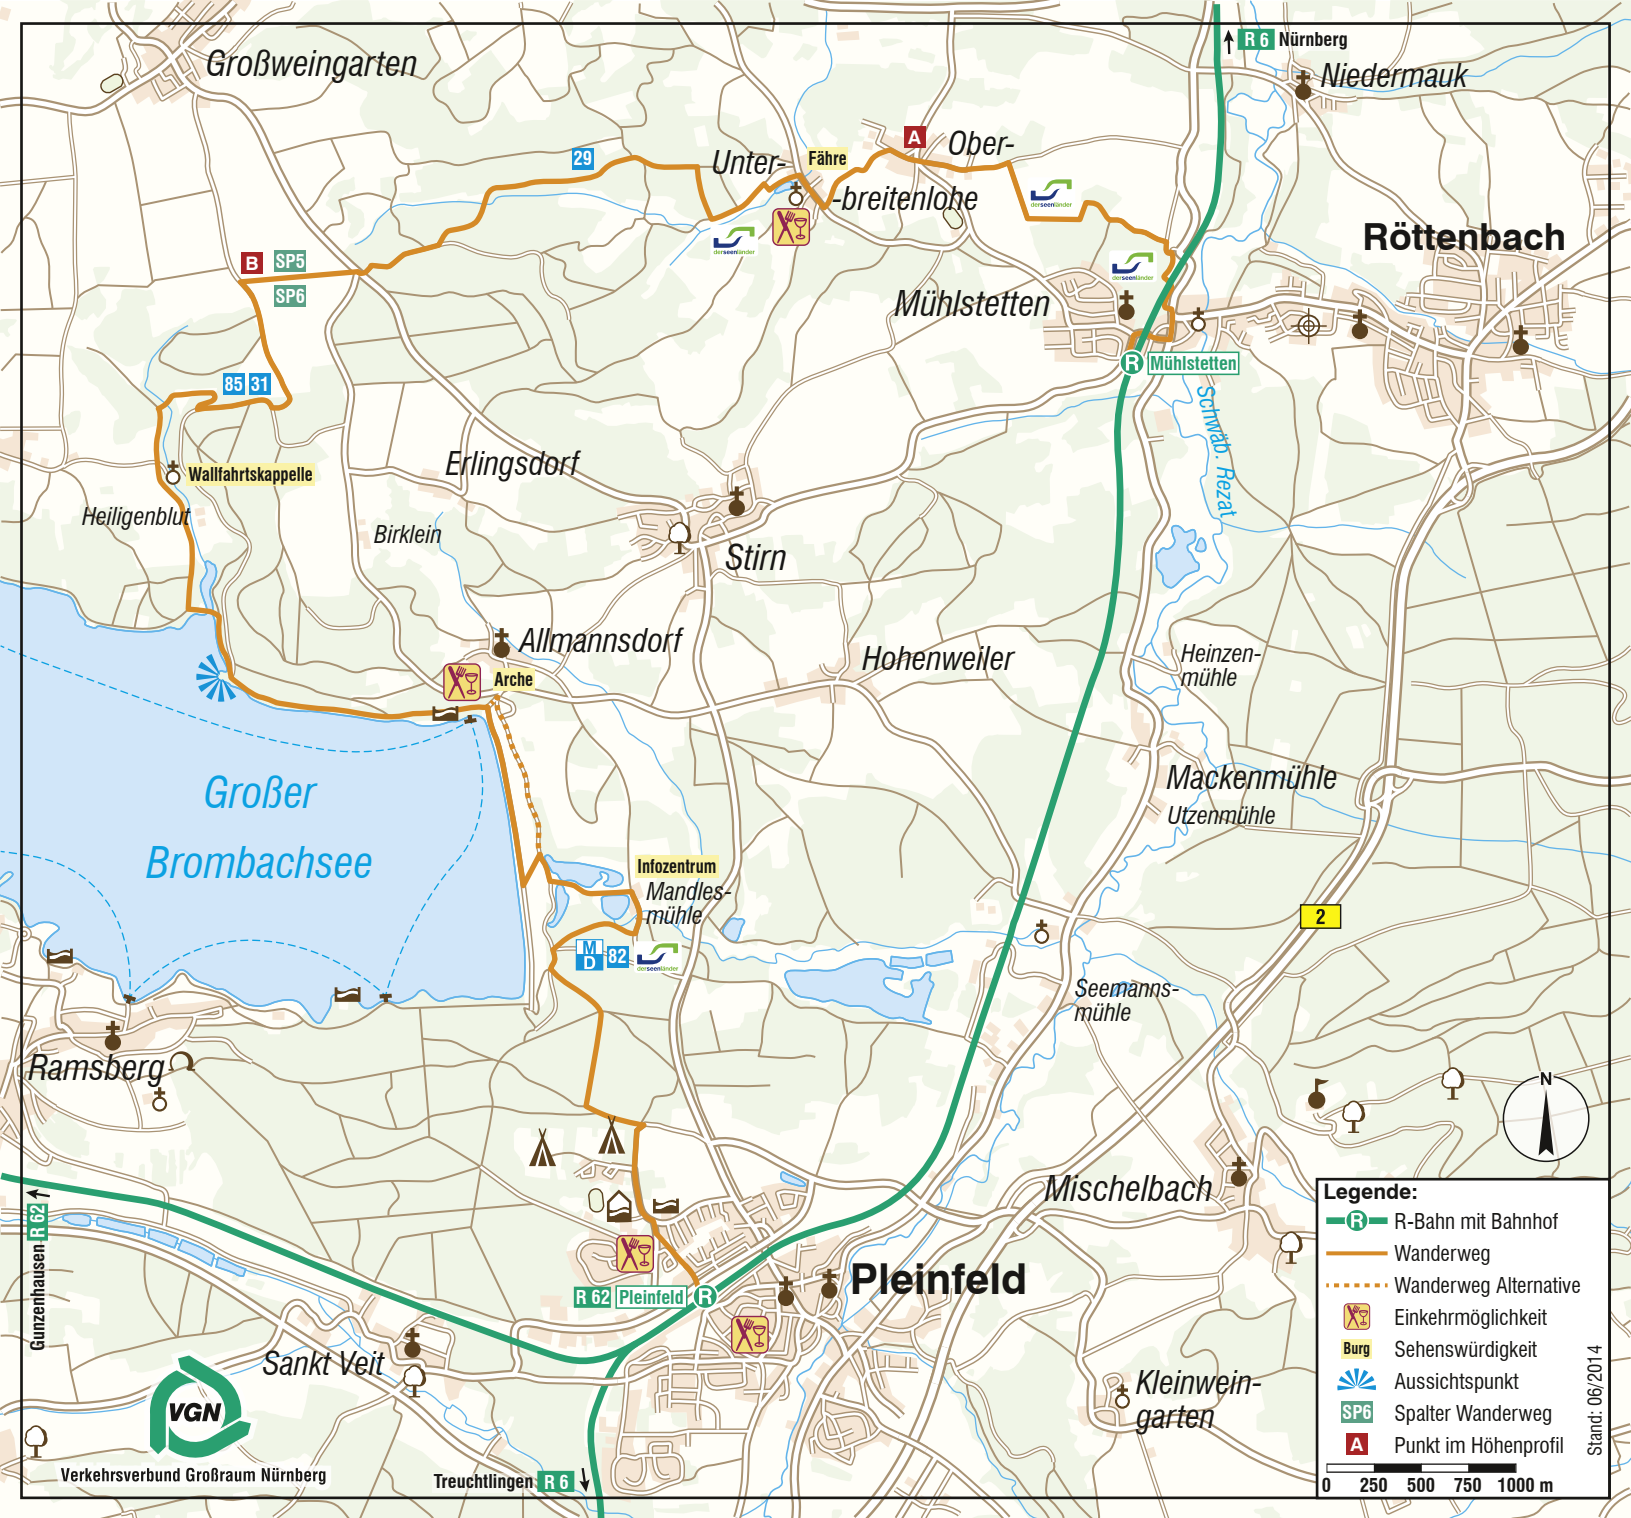 R 6 Nürnberg
Großweingarten
Niedermauk
A
Ober-
29
Unter-
Fähre
-breitenlohe
derseenländer
derseenländer
Röttenbach
B
SP5
SP6
derseenländer
Mühlstetten
R
Mühlstetten
85 31
Schwäb. Rezat
Erlingsdorf
Wallfahrtskappelle
Heiligenblut
Birklein
Stirn
Allmannsdorf
Hohenweiler
Heinzen-
mühle
Arche
Großer
Brombachsee
Mackenmühle
Utzenmühle
Infozentrum
Mandles-
mühle
2
M
D
82
derseenländer
Seemanns-
mühle
Ramsberg
N
Mischelbach
Gunzenhausen R 62
Pleinfeld
R 62 Pleinfeld R
Sankt Veit
Kleinwein-
garten
VGN
Verkehrsverbund Großraum Nürnberg
Treuchtlingen R 6
Legende:
R R-Bahn mit Bahnhof
Wanderweg
Wanderweg Alternative
Einkehrmöglichkeit
Burg Sehenswürdigkeit
Aussichtspunkt
SP6 Spalter Wanderweg
A Punkt im Höhenprofil
0 250 500 750 1000 m
Stand: 06/2014